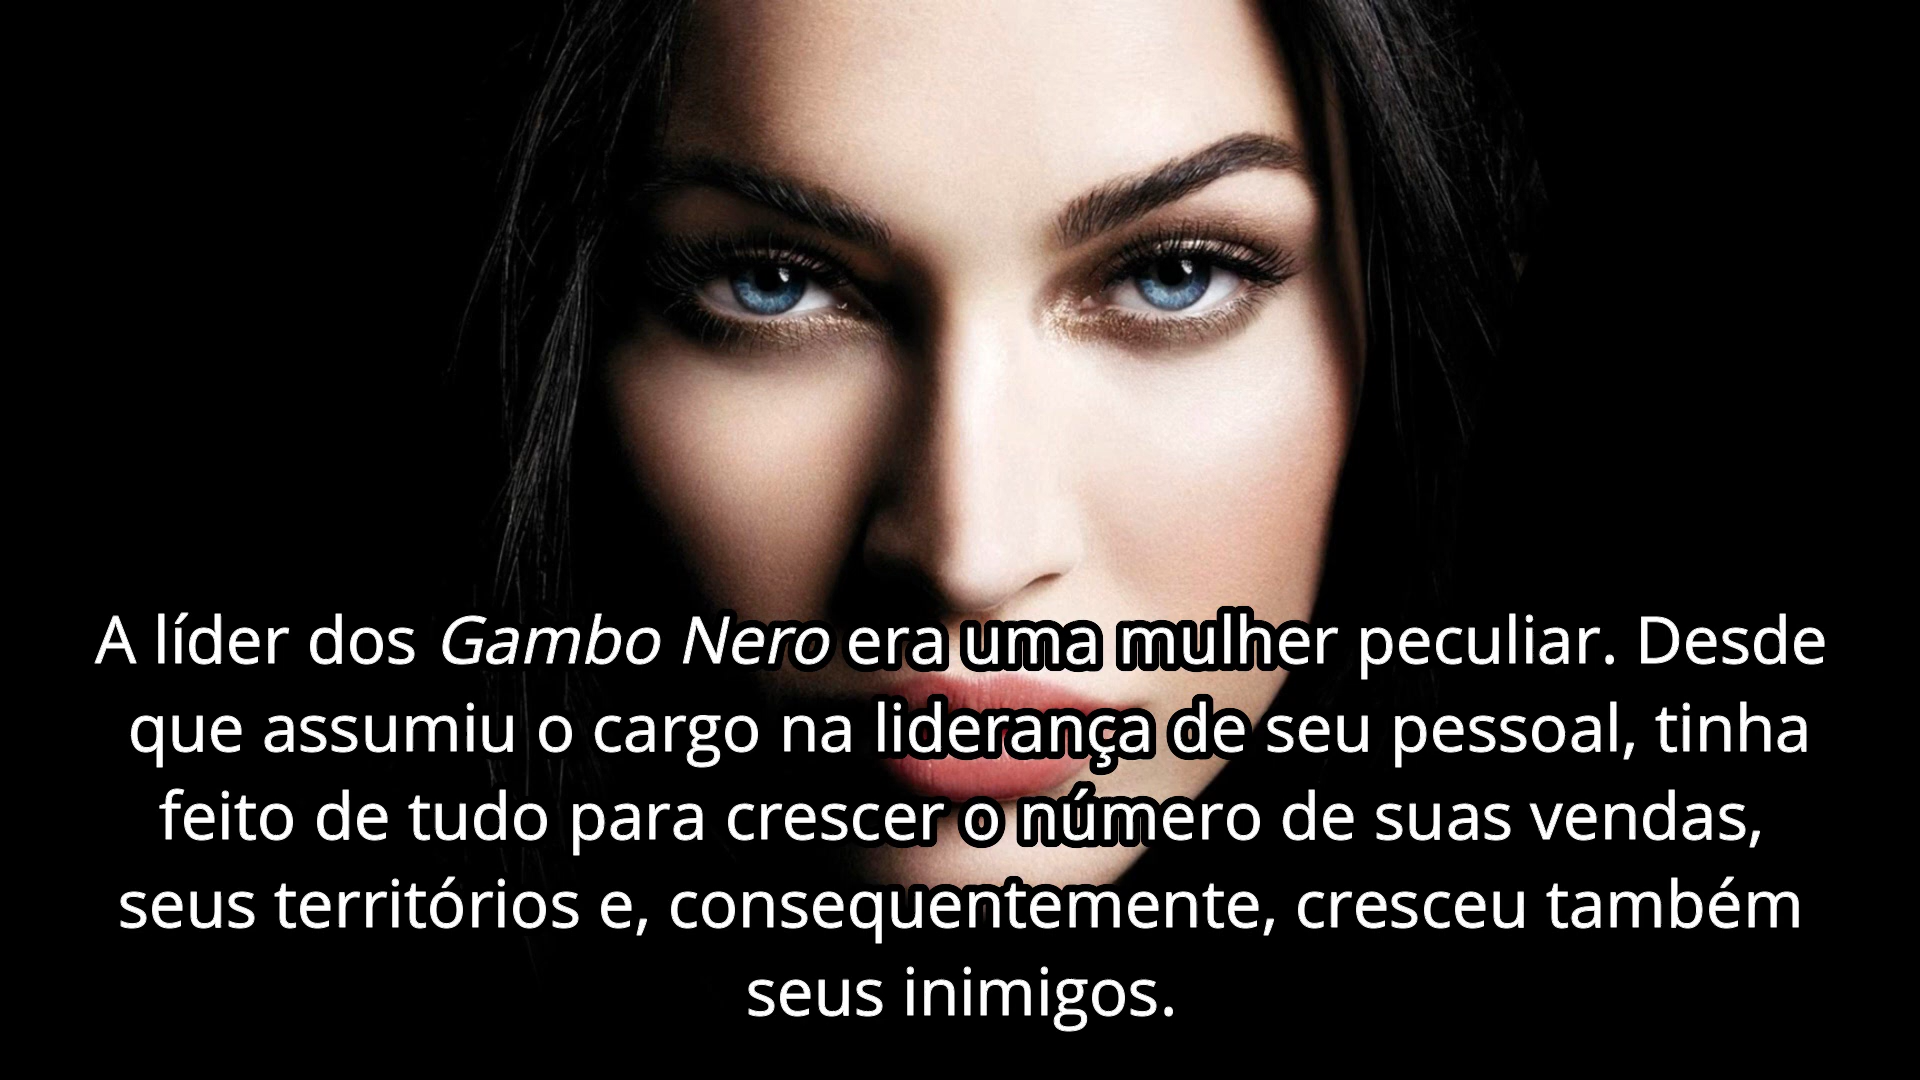 A líder dos Gambo Nero era uma mulher peculiar. Desde
que assumiu o cargo na liderança de seu pessoal, tinha
feito de tudo para crescer o número de suas vendas,
seus territórios e, consequentemente, cresceu também
seus inimigos.